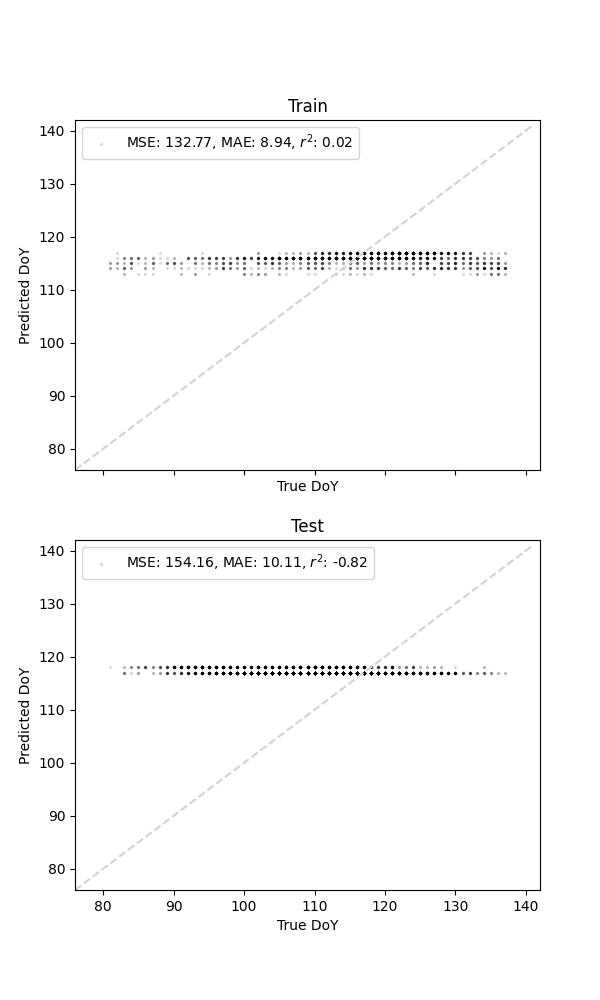 Train
MSE: 132.77, MAE: 8.94, r²: 0.02
140
130
120
110
100
90
80
Predicted DoY
True DoY
Test
MSE: 154.16, MAE: 10.11, r²: -0.82
140
130
120
110
100
90
80
Predicted DoY
80 90 100 110 120 130 140
True DoY